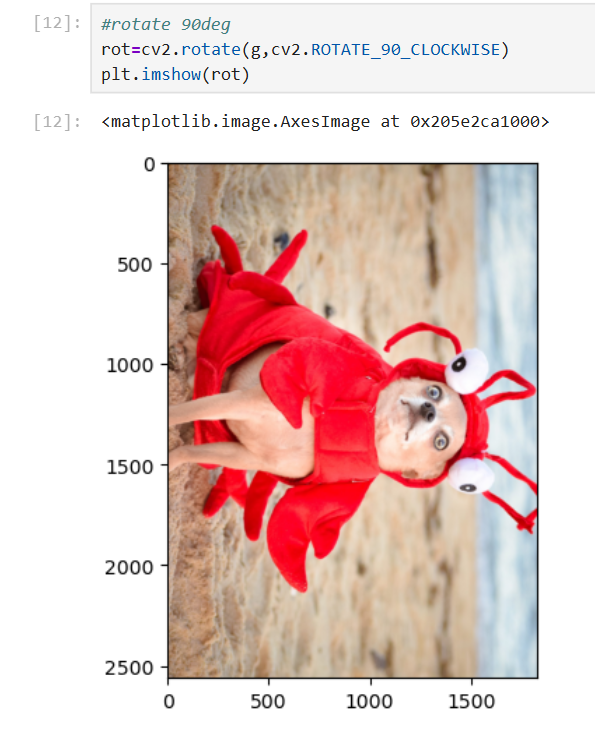 [12]: #rotate 90deg
rot=cv2.rotate(g,cv2.ROTATE_90_CLOCKWISE)
plt.imshow(rot)
[12]: <matplotlib.image.AxesImage at 0x205e2ca1000>
0
500
1000
1500
2000
2500
0 500 1000 1500